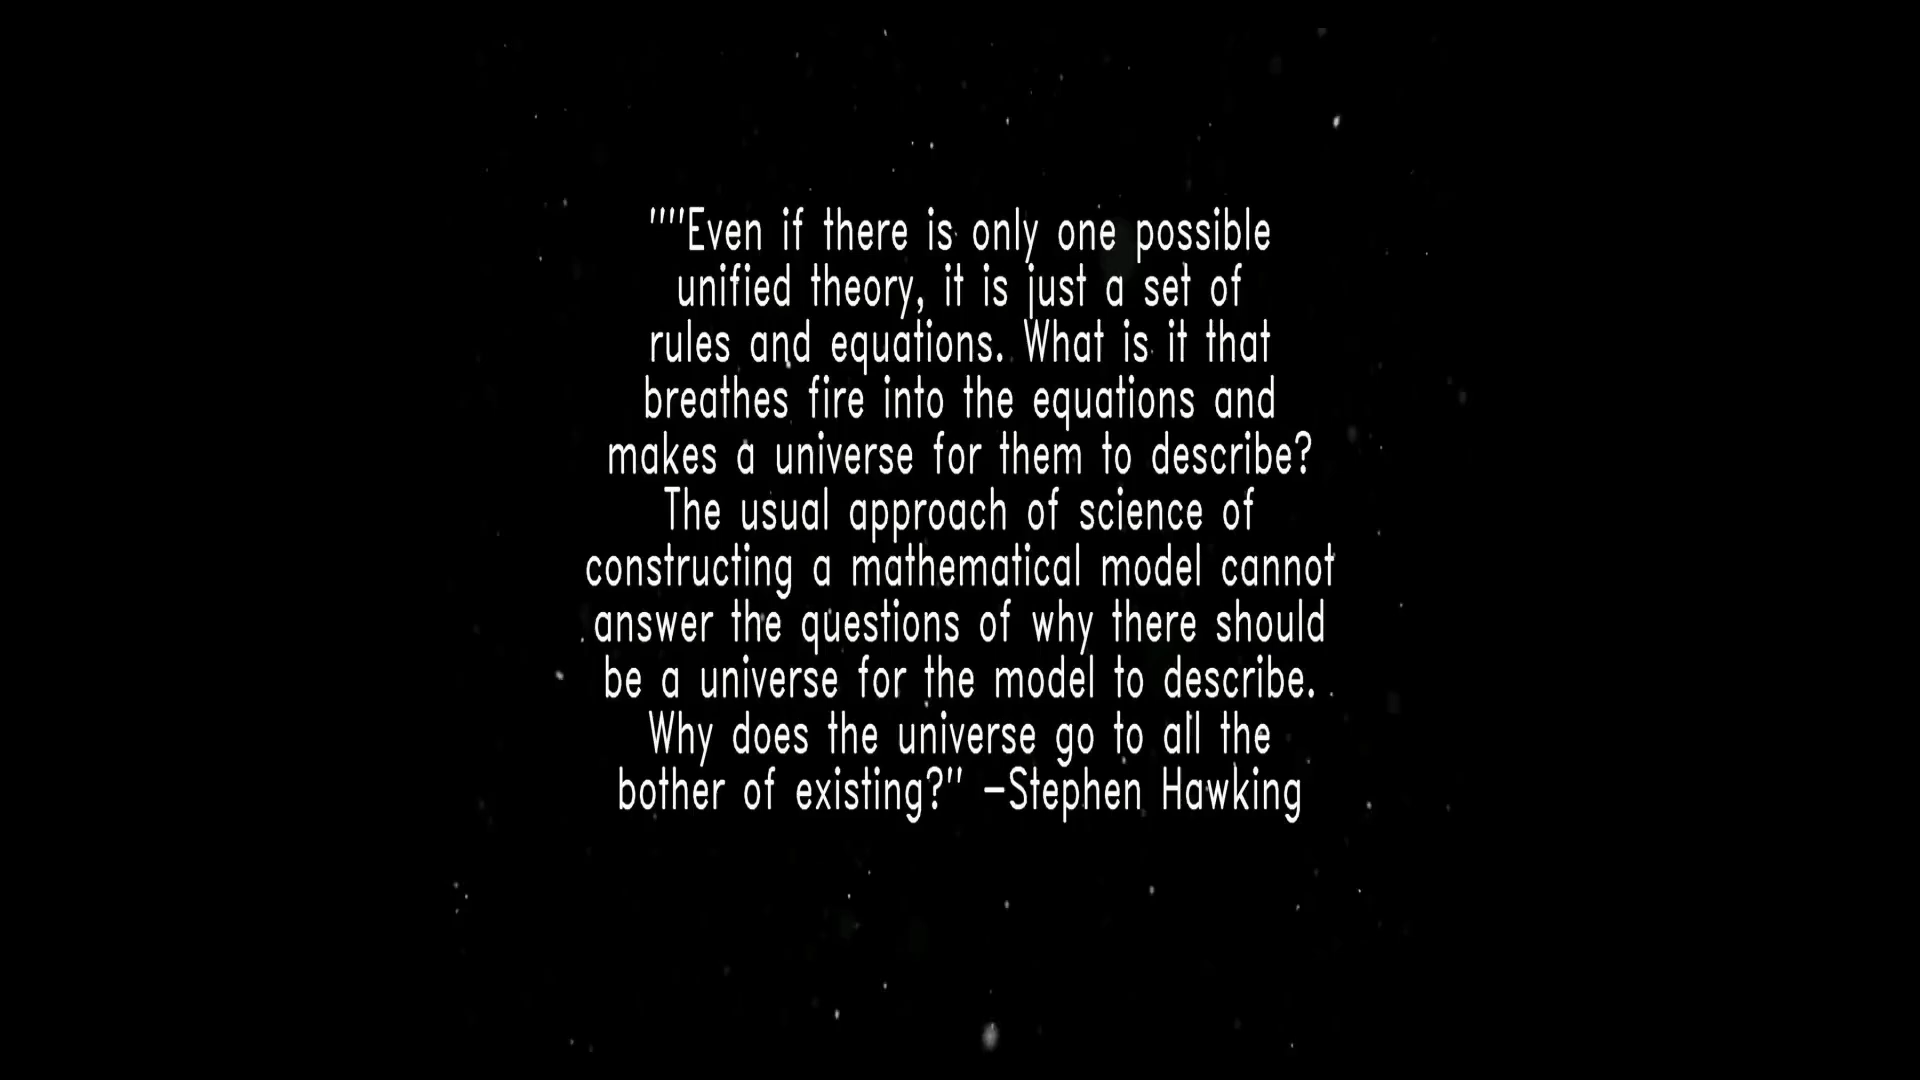 ""Even if there is only one possible
unified theory, it is just a set of
rules and equations. What is it that
breathes fire into the equations and
makes a universe for them to describe?
The usual approach of science of
constructing a mathematical model cannot
answer the questions of why there should
be a universe for the model to describe.
Why does the universe go to all the
bother of existing?" –Stephen Hawking